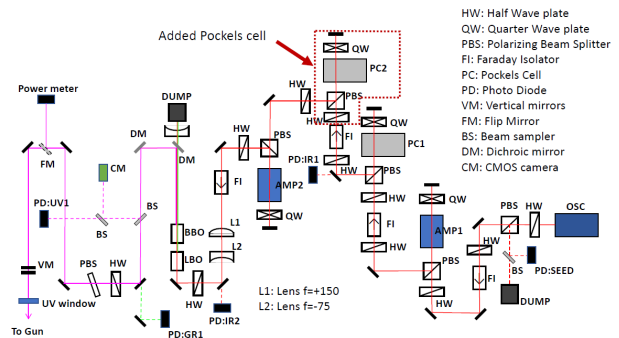 HW: Half Wave plate
QW: Quarter Wave plate
PBS: Polarizing Beam Splitter
FI: Faraday Isolator
PC: Pockels Cell
PD: Photo Diode
VM: Vertical mirrors
FM: Flip Mirror
BS: Beam sampler
DM: Dichroic mirror
CM: CMOS camera
Added Pockels cell
QW
PC2
HW
PBS
HW
FI
QW
PC1
PD:IR1
PBS
HW
HW
FI
HW
Power meter
DUMP
DM
DM
HW
PBS
FM
CM
FI
AMP2
QW
PD:UV1
BS
BS
L1
L2
BBO
LBO
VM
PBS
HW
UV window
HW
To Gun
PD:GR1
PD:IR2
L1: Lens f=+150
L2: Lens f=-75
QW
AMP1
PBS
HW
HW
FI
PBS
HW
OSC
BS
PD:SEED
DUMP